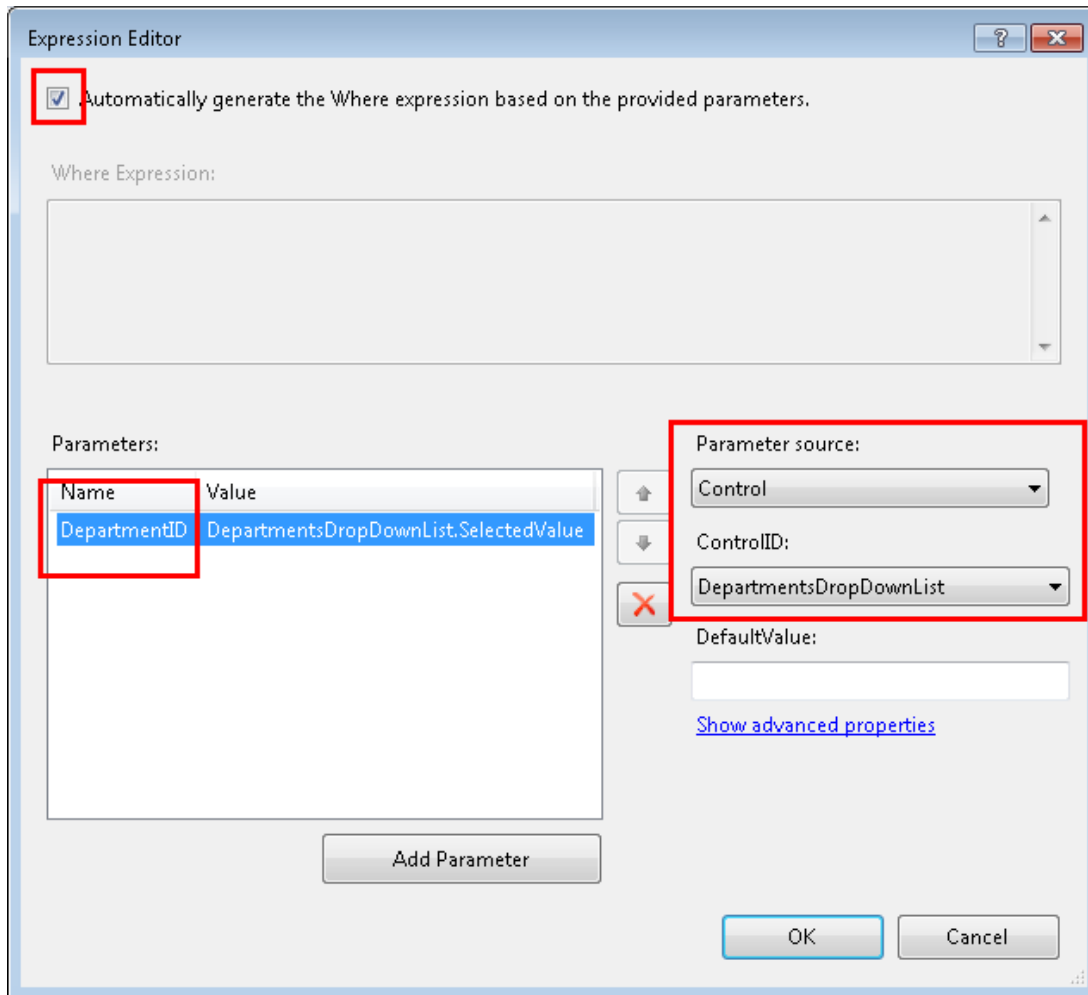 Expression Editor
Automatically generate the Where expression based on the provided parameters.
Where Expression:
Parameters:
Name Value
DepartmentID DepartmentsDropDownList.SelectedValue
Parameter source:
Control
ControlID:
DepartmentsDropDownList
DefaultValue:
Show advanced properties
Add Parameter
OK Cancel